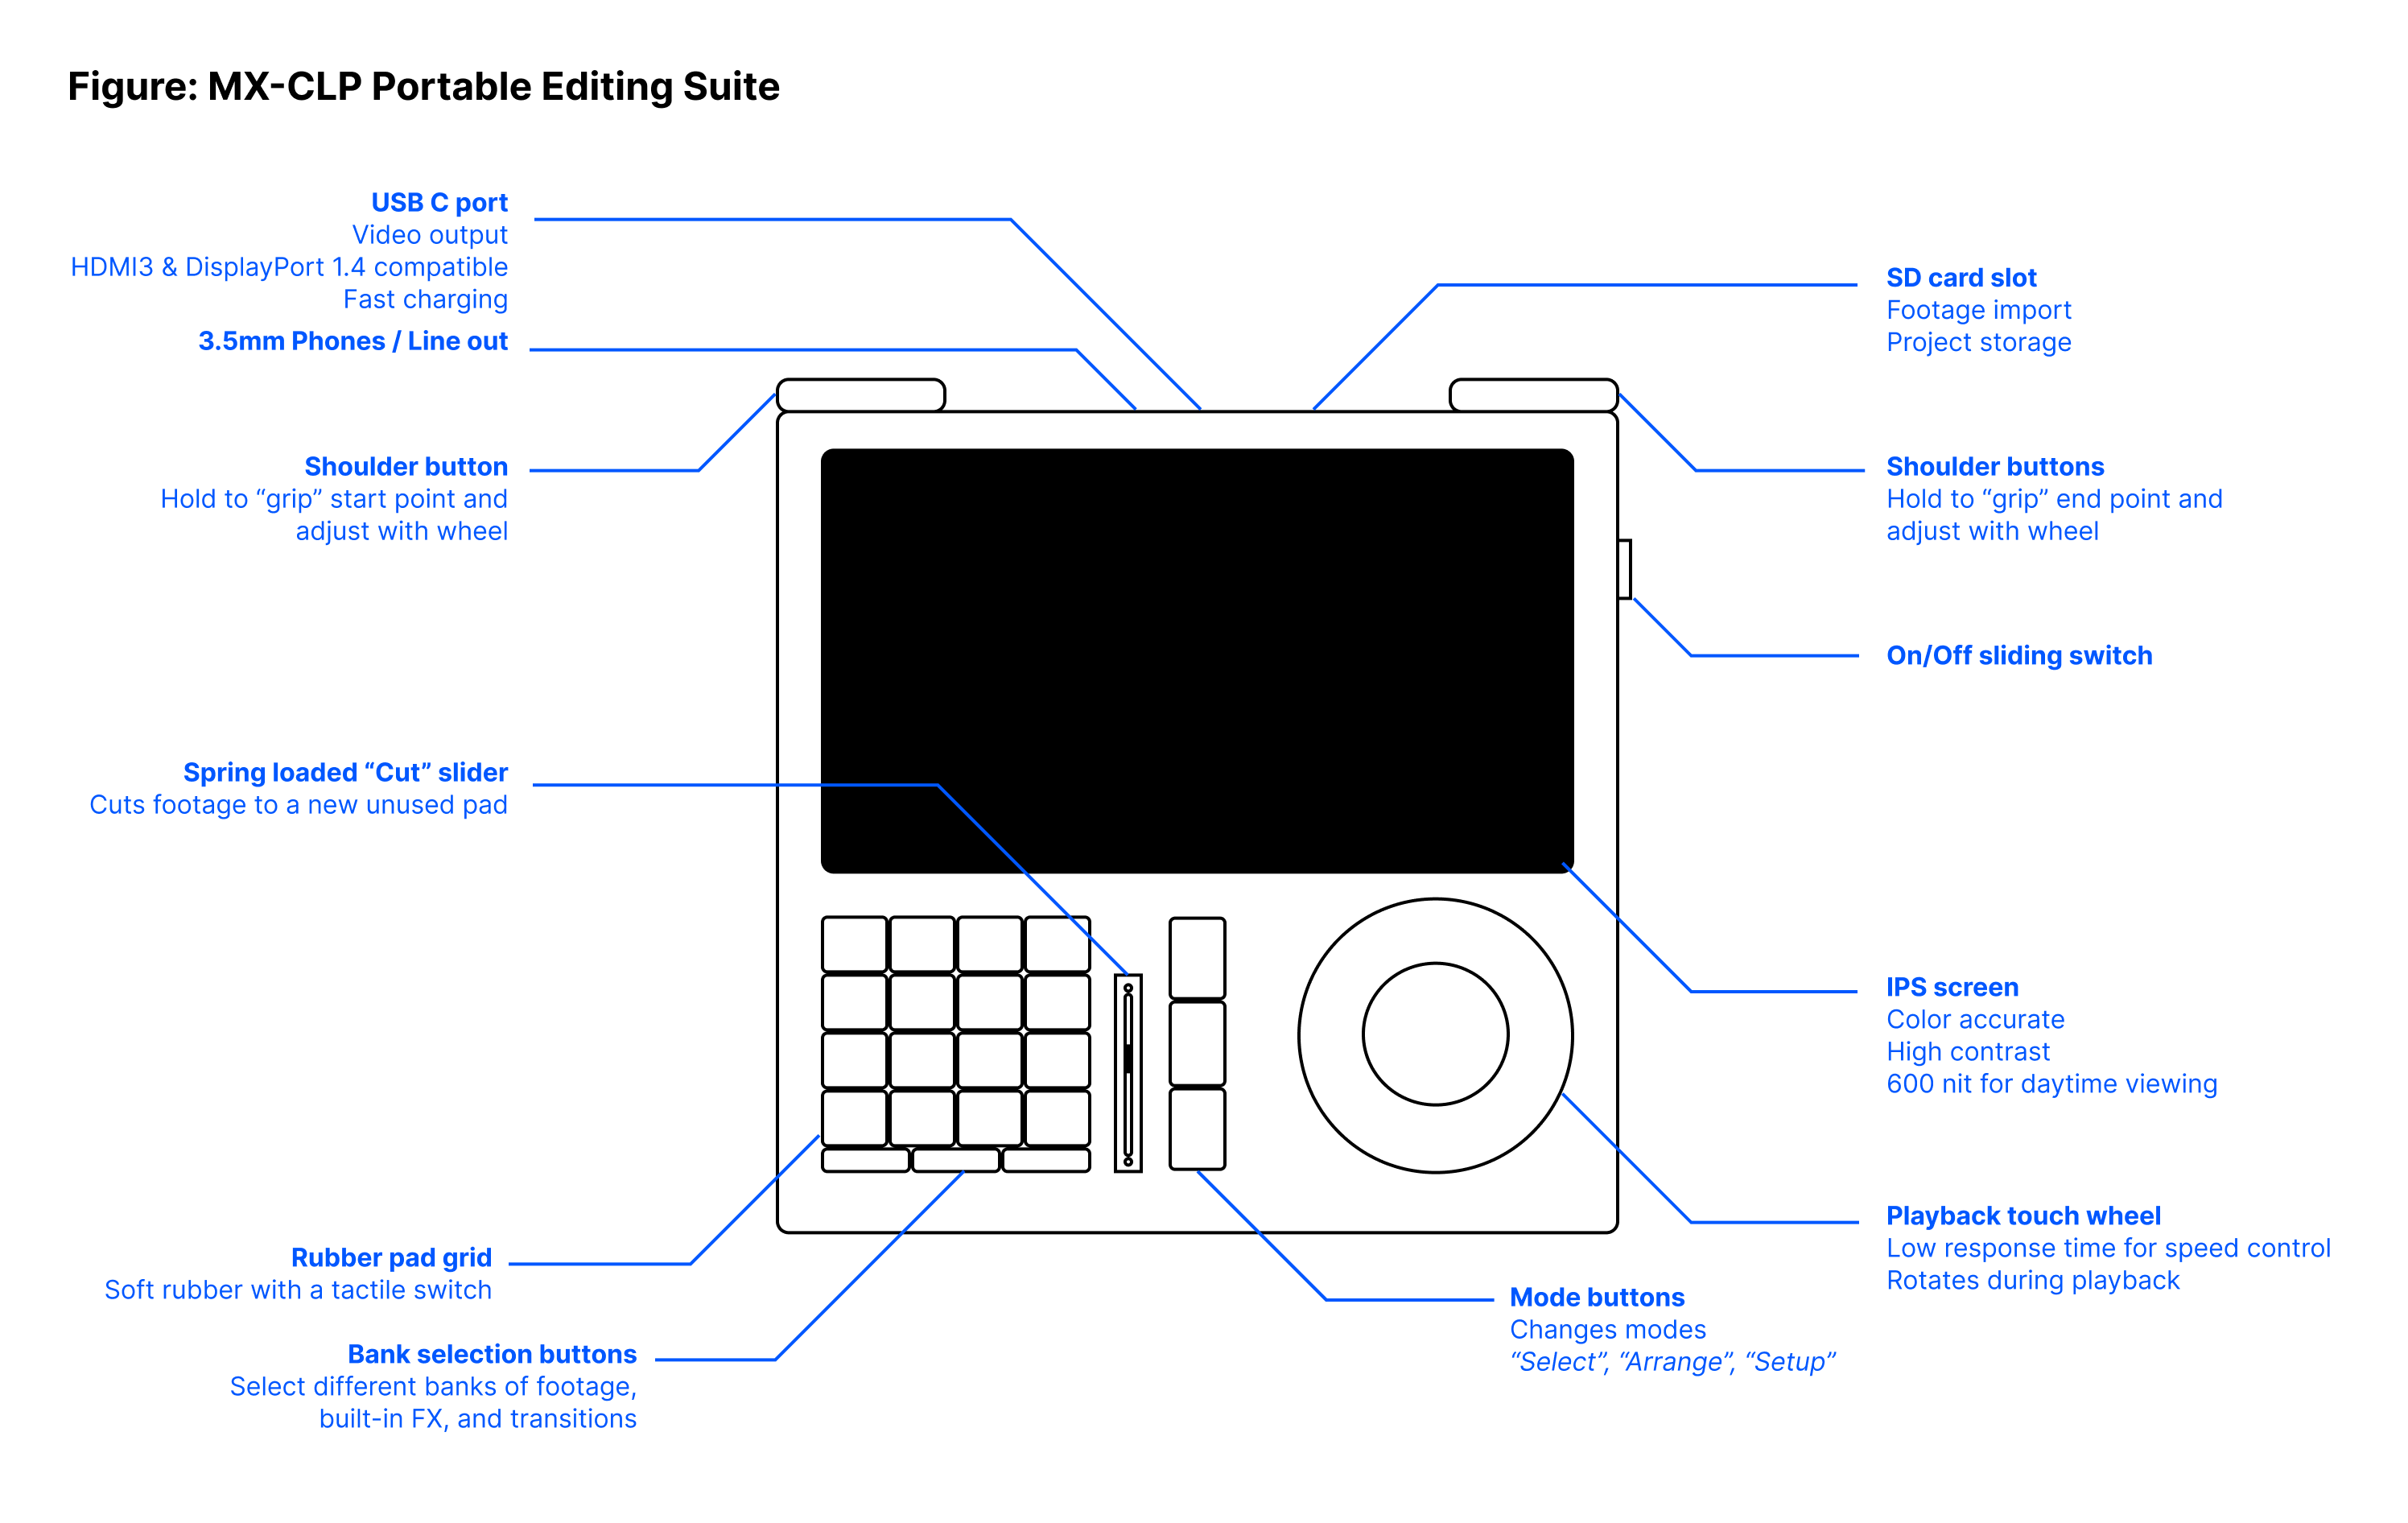 Figure: MX-CLP Portable Editing Suite
USB C port
Video output
HDMI3 & DisplayPort 1.4 compatible
Fast charging
3.5mm Phones / Line out
Shoulder button
Hold to “grip” start point and
adjust with wheel
Spring loaded “Cut” slider
Cuts footage to a new unused pad
Rubber pad grid
Soft rubber with a tactile switch
Bank selection buttons
Select different banks of footage,
built-in FX, and transitions
SD card slot
Footage import
Project storage
Shoulder buttons
Hold to “grip” end point and
adjust with wheel
On/Off sliding switch
IPS screen
Color accurate
High contrast
600 nit for daytime viewing
Playback touch wheel
Low response time for speed control
Rotates during playback
Mode buttons
Changes modes
“Select”, “Arrange”, “Setup”